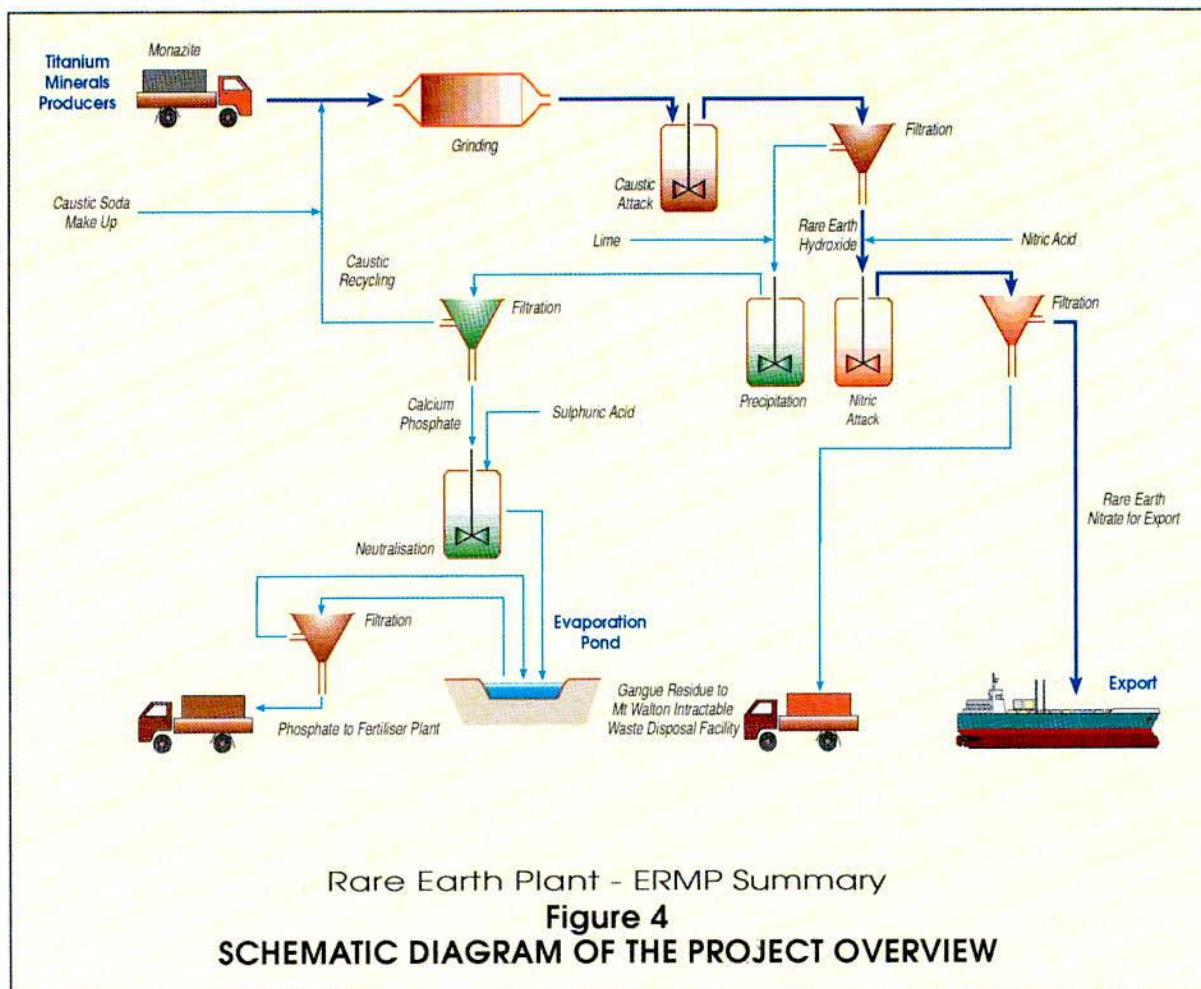 Titanium
Minerals
Producers
Monazite
Grinding
Caustic
Attack
Filtration
Caustic Soda
Make Up
Caustic
Recycling
Lime
Rare Earth
Hydroxide
Nitric Acid
Filtration
Filtration
Precipitation
Nitric
Attack
Calcium
Phosphate
Sulphuric Acid
Neutralisation
Rare Earth
Nitrate for Export
Filtration
Evaporation
Pond
Phosphate to Fertiliser Plant
Gangue Residue to
Mt Walton Intractable
Waste Disposal Facility
Export
Rare Earth Plant - ERMP Summary
Figure 4
SCHEMATIC DIAGRAM OF THE PROJECT OVERVIEW